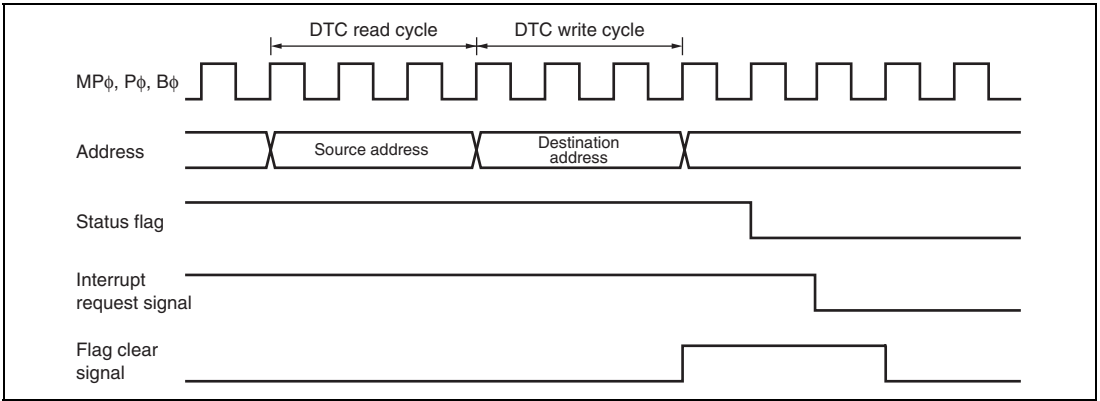 DTC read cycle DTC write cycle
MPϕ, Pϕ, Bϕ
Address Source address Destination
address
Status flag
Interrupt
request signal
Flag clear
signal